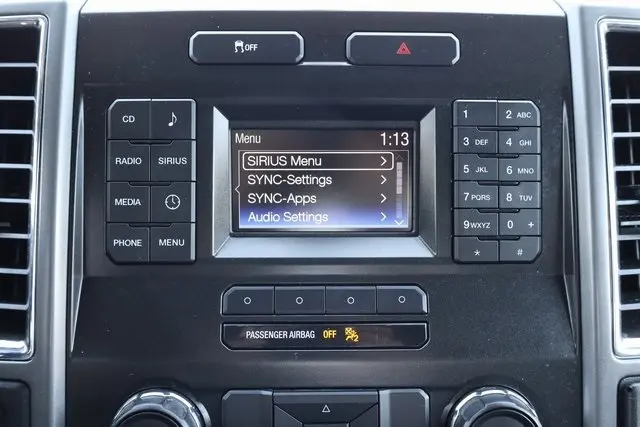 OFF
Menu 1:13
SIRIUS Menu
SYNC-Settings
SYNC-Apps
Audio Settings
CD
RADIO SIRIUS
MEDIA
PHONE MENU
1 2 ABC
3 DEF 4 GHI
5 JKL 6 MNO
7 PQRS 8 TUV
9 WXYZ 0 +
* #
PASSENGER AIRBAG OFF 2